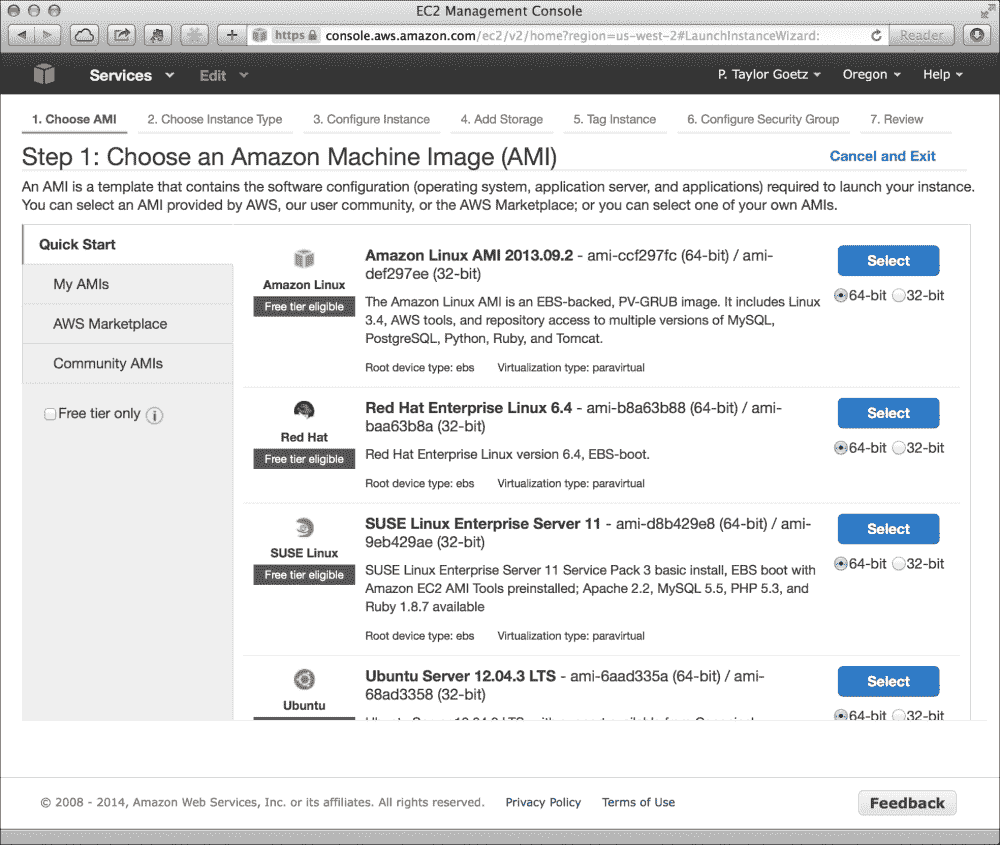 EC2 Management Console
https console.aws.amazon.com/ec2/v2/home?region=us-west-2#LaunchInstanceWizard:
Reader
Services
Edit
P. Taylor Goetz
Oregon
Help
1. Choose AMI
2. Choose Instance Type
3. Configure Instance
4. Add Storage
5. Tag Instance
6. Configure Security Group
7. Review
Step 1: Choose an Amazon Machine Image (AMI)
Cancel and Exit
An AMI is a template that contains the software configuration (operating system, application server, and applications) required to launch your instance.
You can select an AMI provided by AWS, our user community, or the AWS Marketplace; or you can select one of your own AMIs.
Quick Start
My AMIs
AWS Marketplace
Community AMIs
Free tier only
Amazon Linux
Free tier eligible
Amazon Linux AMI 2013.09.2 - ami-ccf297fc (64-bit) / ami-
def297ee (32-bit)
The Amazon Linux AMI is an EBS-backed, PV-GRUB image. It includes Linux
3.4, AWS tools, and repository access to multiple versions of MySQL,
PostgreSQL, Python, Ruby, and Tomcat.
Root device type: ebs
Virtualization type: paravirtual
Select
64-bit
32-bit
Red Hat
Free tier eligible
Red Hat Enterprise Linux 6.4 - ami-b8a63b88 (64-bit) / ami-
baa63b8a (32-bit)
Red Hat Enterprise Linux version 6.4, EBS-boot.
Root device type: ebs
Virtualization type: paravirtual
Select
64-bit
32-bit
SUSE Linux
Free tier eligible
SUSE Linux Enterprise Server 11 - ami-d8b429e8 (64-bit) / ami-
9eb429ae (32-bit)
SUSE Linux Enterprise Server 11 Service Pack 3 basic install, EBS boot with
Amazon EC2 AMI Tools preinstalled; Apache 2.2, MySQL 5.5, PHP 5.3, and
Ruby 1.8.7 available
Root device type: ebs
Virtualization type: paravirtual
Select
64-bit
32-bit
Ubuntu
Ubuntu Server 12.04.3 LTS - ami-6aad335a (64-bit) / ami-
68ad3358 (32-bit)
Select
64-bit
32-bit
© 2008 - 2014, Amazon Web Services, Inc. or its affiliates. All rights reserved.
Privacy Policy
Terms of Use
Feedback